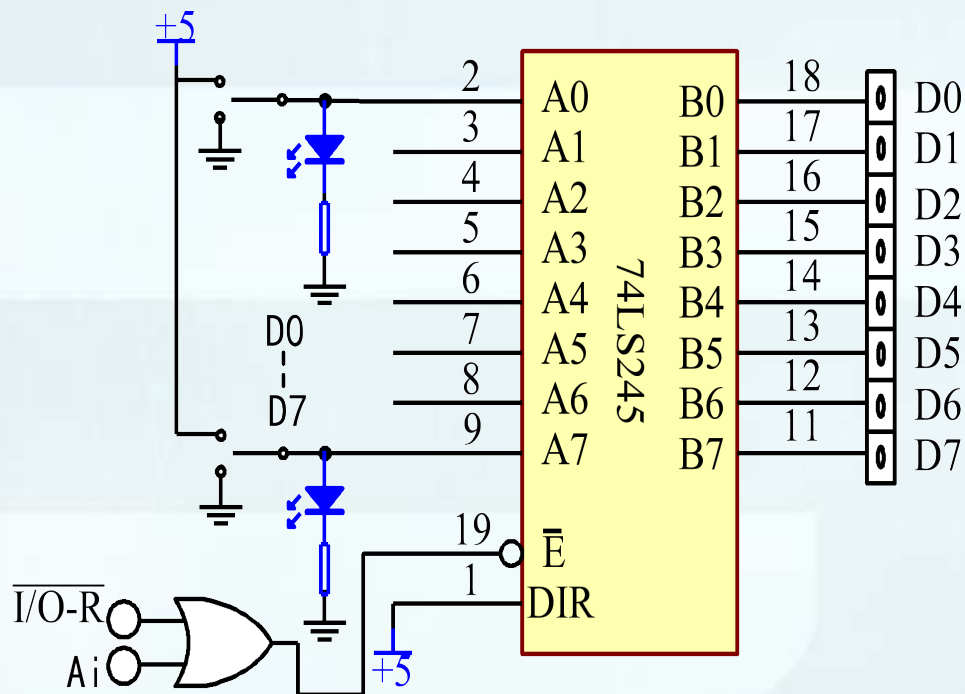 +5
2 A0 B0 18 D0
3 A1 B1 17 D1
4 A2 B2 16 D2
5 A3 B3 15 D3
6 A4 B4 14 D4
7 A5 B5 13 D5
8 A6 B6 12 D6
9 A7 B7 11 D7
74LS245
D0
D7
19 E̅
1 DIR
+5
I̅/̅O̅-̅R̅
Ai